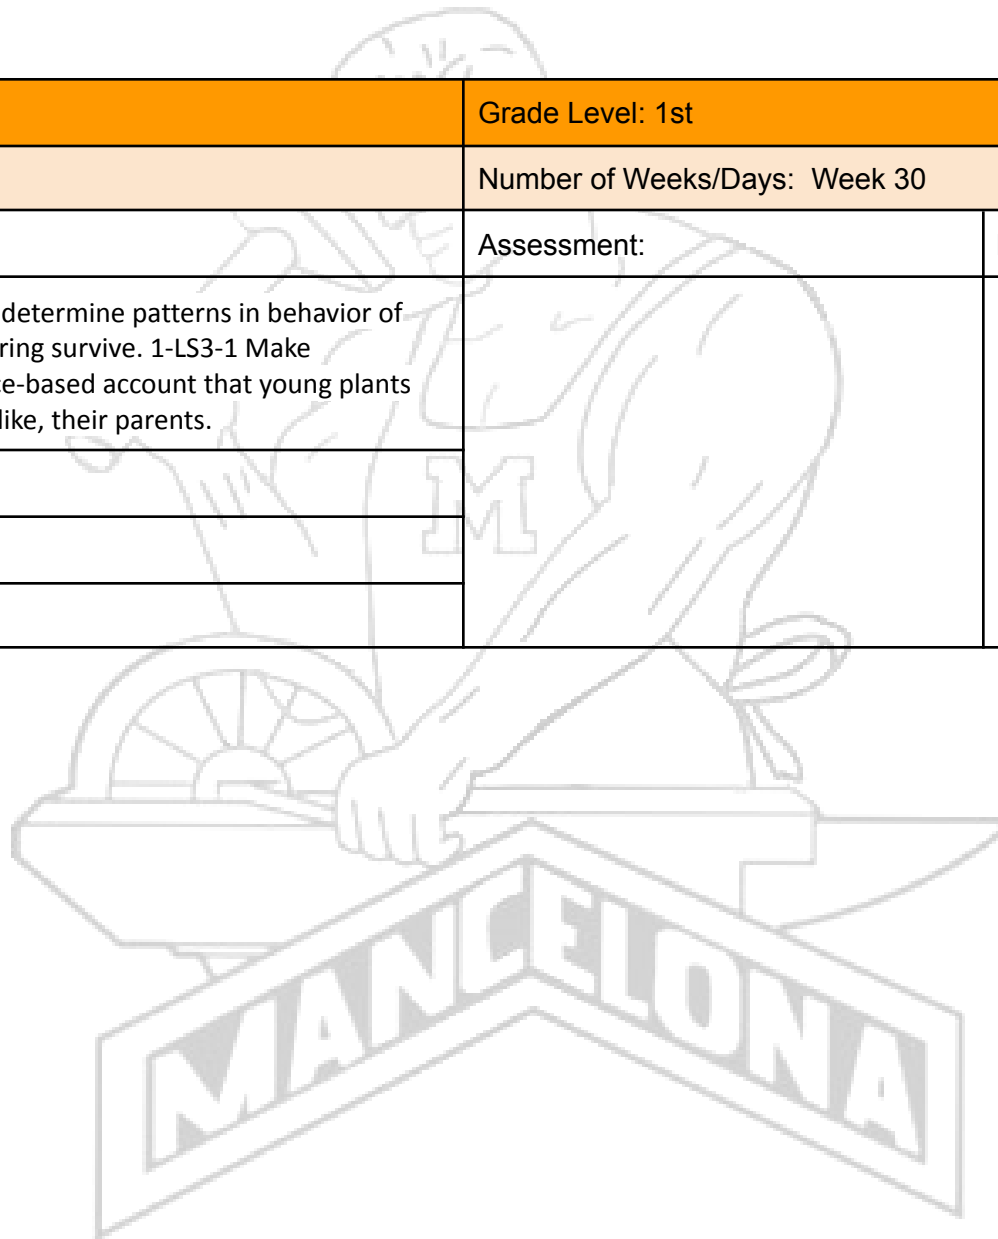 Grade Level: 1st
Number of Weeks/Days: Week 30
Assessment:
determine patterns in behavior of
ring survive. 1-LS3-1 Make
ce-based account that young plants
like, their parents.
M
MANCELONA